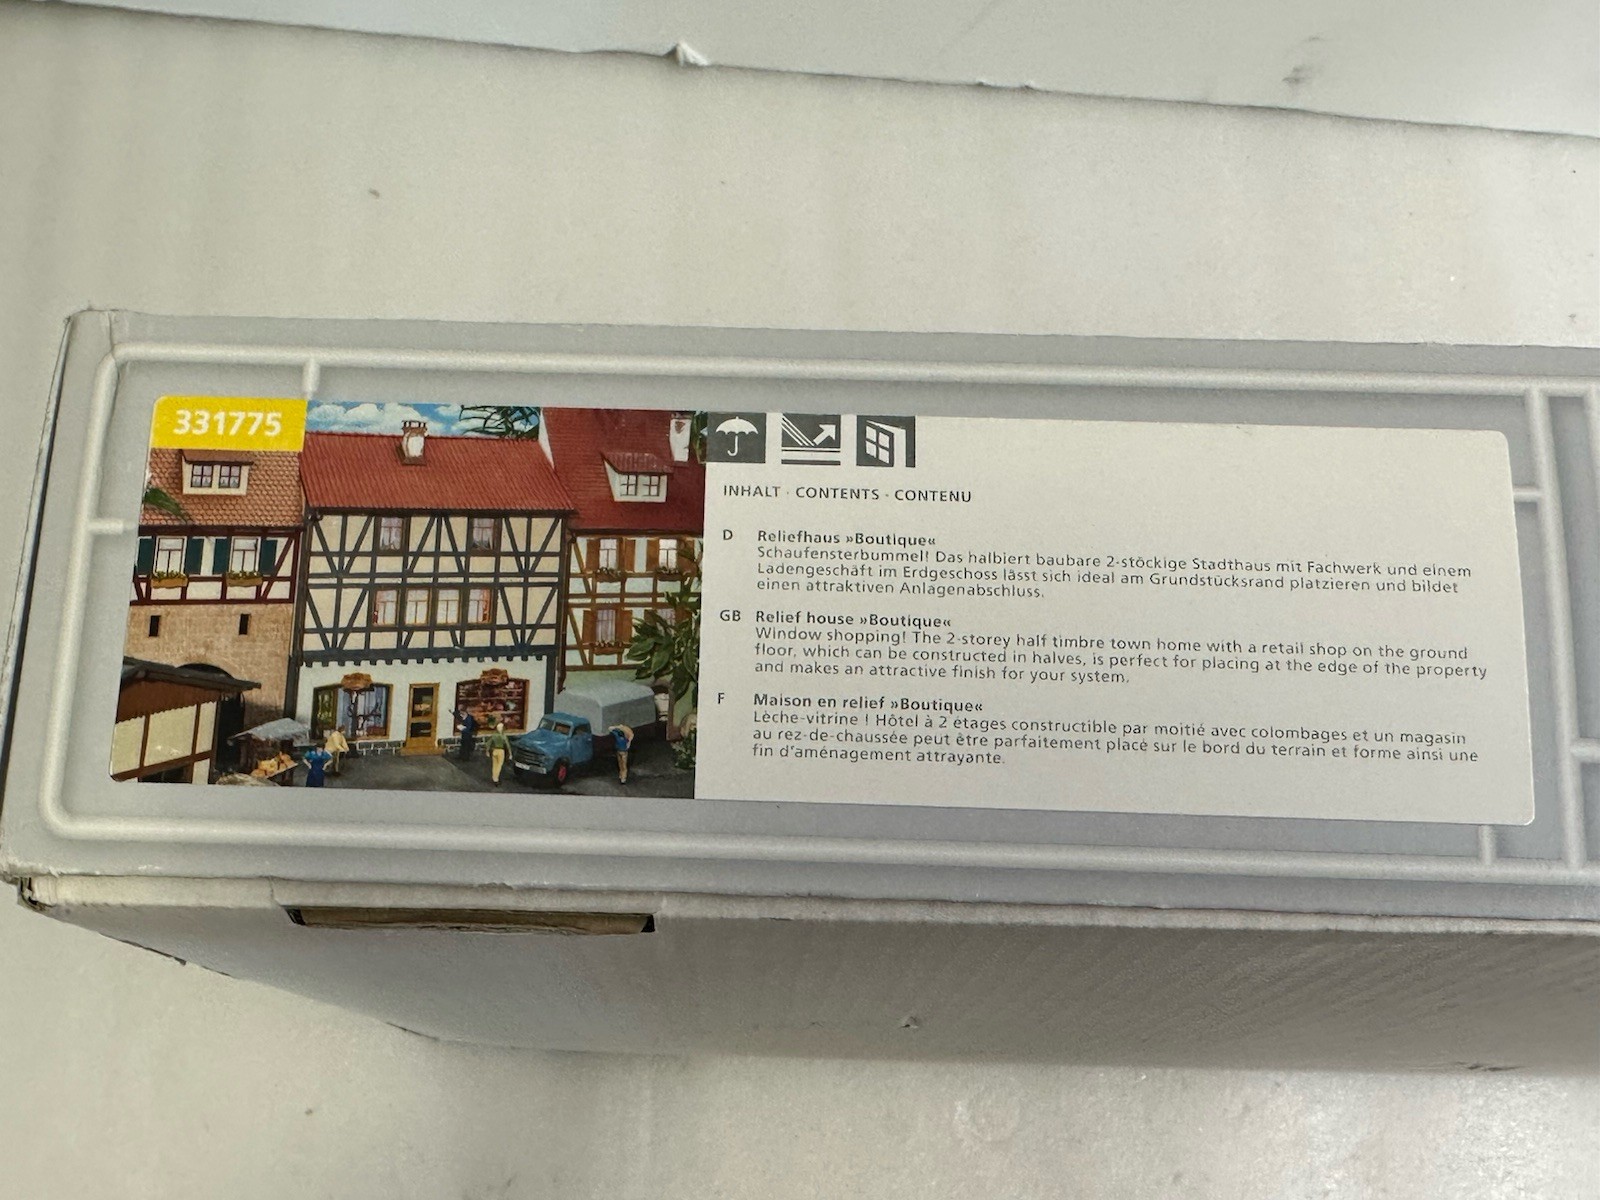 331775
INHALT · CONTENTS · CONTENU
D Reliefhaus »Boutique«
Schaufensterbummel! Das halbiert baubare 2-stöckige Stadthaus mit Fachwerk und einem
Ladengeschäft im Erdgeschoss lässt sich ideal am Grundstücksrand platzieren und bildet
einen attraktiven Anlagenabschluss.
GB Relief house »Boutique«
Window shopping! The 2-storey half timbre town home with a retail shop on the ground
floor, which can be constructed in halves, is perfect for placing at the edge of the property
and makes an attractive finish for your system.
F Maison en relief »Boutique«
Lèche-vitrine ! Hôtel à 2 étages constructible par moitié avec colombages et un magasin
au rez-de-chaussée peut être parfaitement placé sur le bord du terrain et forme ainsi une
fin d'aménagement attrayante.